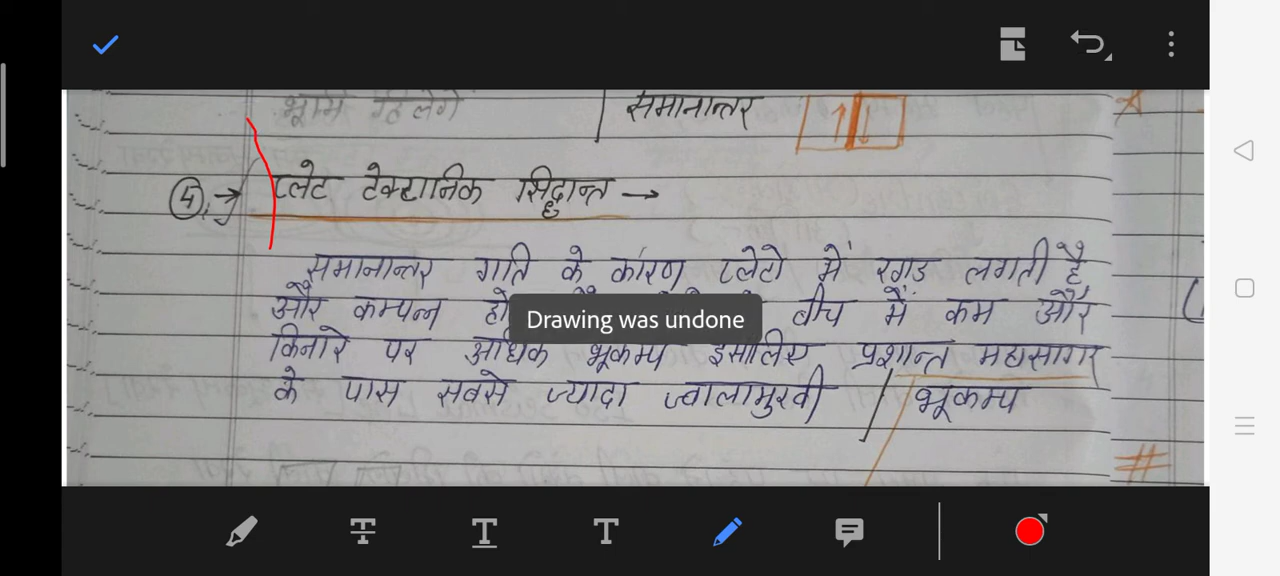 भूमि हिलेगी | समानान्तर
④ → प्लेट टेक्टानिक सिद्धान्त →
समानान्तर गति के कारण प्लेटो में रगड लगती है,
और कम्पन्न हो बीच में कम और
Drawing was undone
किनारे पर अधिक भूकम्प इसलिए प्रशान्त महासागर
के पास सबसे ज्यादा ज्वालामुखी / भूकम्प
#
T T T